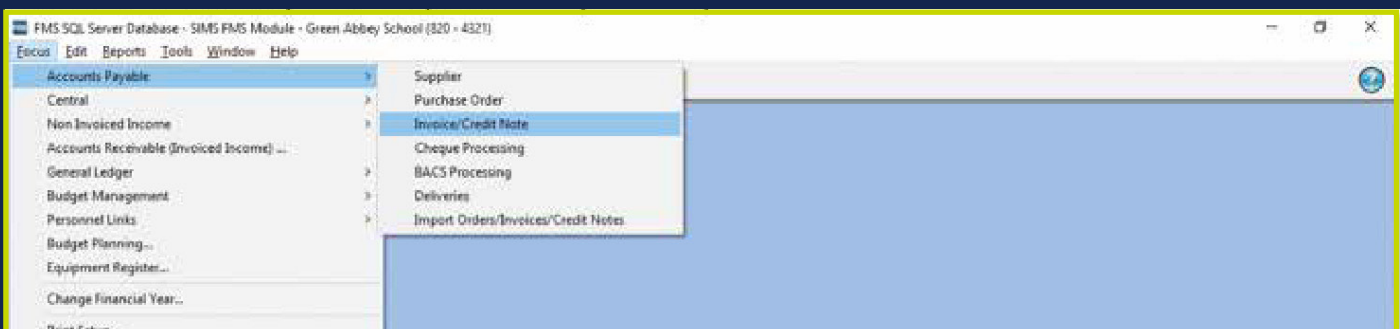 FMS SQL Server Database - SIMS FMS Module - Green Abbey School (820 - 4321)
Focus Edit Reports Tools Window Help
Accounts Payable
Central
Non Invoiced Income
Accounts Receivable (Invoiced Income) ...
General Ledger
Budget Management
Personnel Links
Budget Planning...
Equipment Register...
Change Financial Year...
Print Setup
Supplier
Purchase Order
Invoice/Credit Note
Cheque Processing
BACS Processing
Deliveries
Import Orders/Invoices/Credit Notes